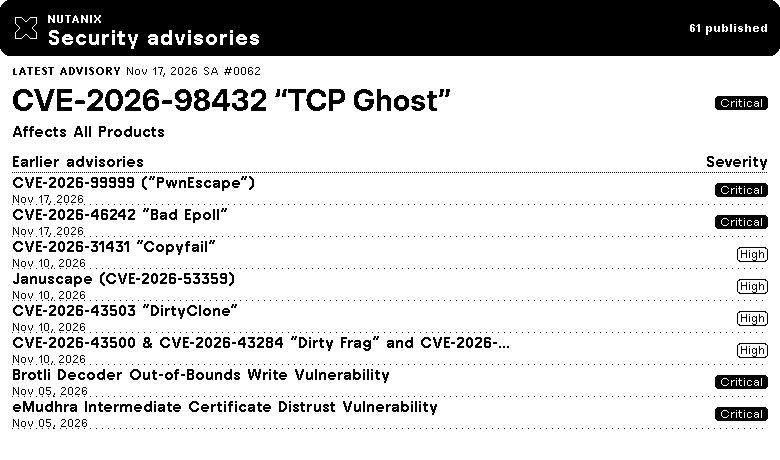 NUTANIX
Security advisories
61 published
LATEST ADVISORY Nov 17, 2026 SA #0062
CVE-2026-98432 “TCP Ghost”
Critical
Affects All Products
Earlier advisories
Severity
CVE-2026-99999 (“PwnEscape”)
Nov 17, 2026
Critical
CVE-2026-46242 “Bad Epoll”
Nov 17, 2026
Critical
CVE-2026-31431 “Copyfail”
Nov 10, 2026
High
Januscape (CVE-2026-53359)
Nov 10, 2026
High
CVE-2026-43503 “DirtyClone”
Nov 10, 2026
High
CVE-2026-43500 & CVE-2026-43284 “Dirty Frag” and CVE-2026-...
Nov 10, 2026
High
Brotli Decoder Out-of-Bounds Write Vulnerability
Nov 05, 2026
Critical
eMudhra Intermediate Certificate Distrust Vulnerability
Nov 05, 2026
Critical